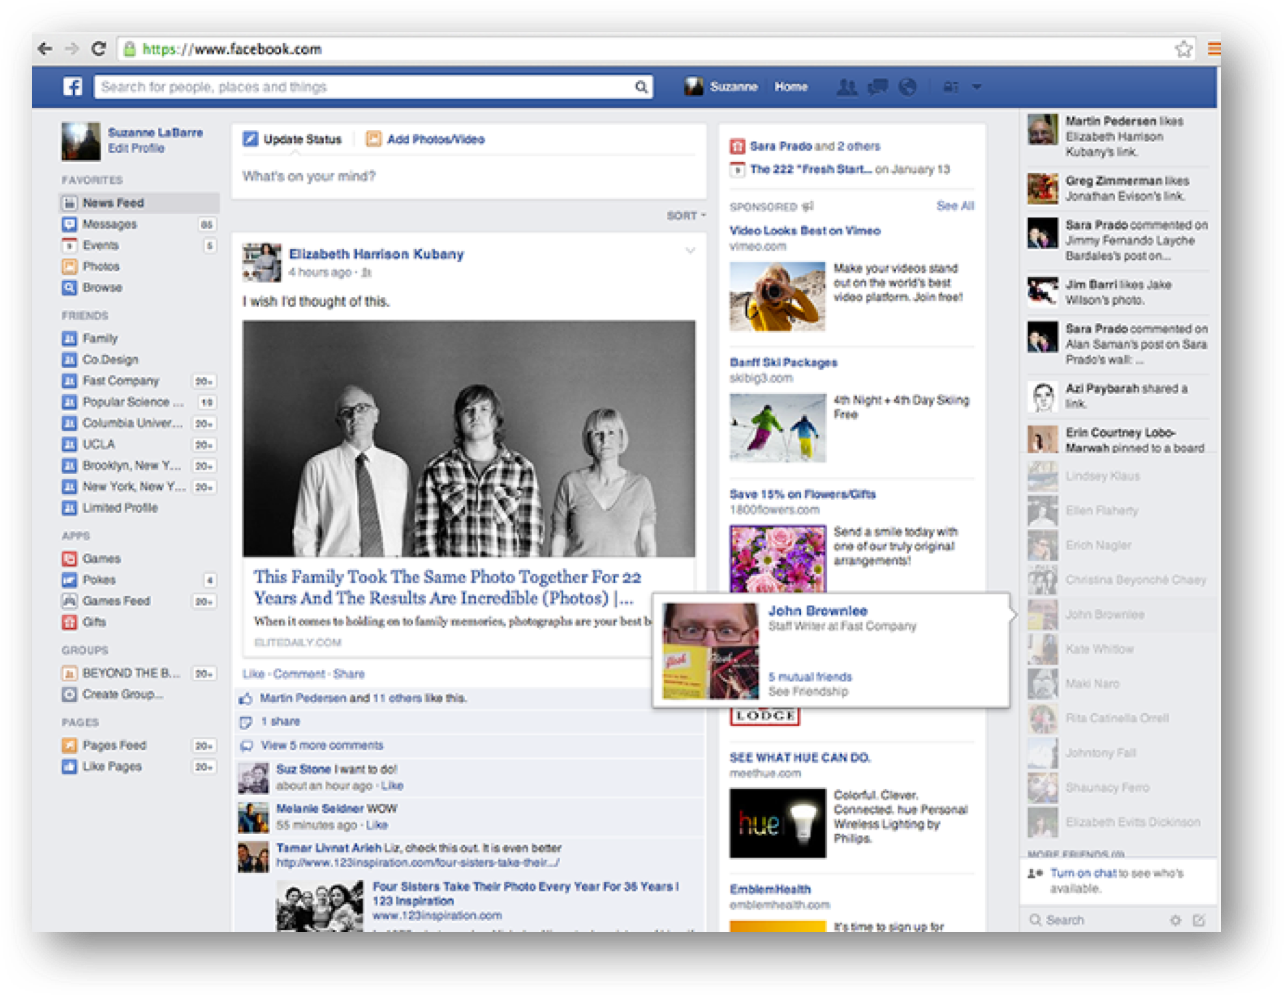 https://www.facebook.com
Search for people, places and things
Suzanne
Home
Suzanne LaBarre
Edit Profile
FAVORITES
News Feed
Messages
Events 5
Photos
Browse
FRIENDS
Family
Co.Design
Fast Company 20+
Popular Science ...
Columbia Univer... 20+
UCLA 20+
Brooklyn, New Y... 20+
New York, New Y... 20+
Limited Profile
APPS
Games
Pokes 4
Games Feed 20+
Gifts
GROUPS
BEYOND THE B... 20+
Create Group...
PAGES
Pages Feed 20+
Like Pages 20+
Update Status
Add Photos/Video
What's on your mind?
SORT
Elizabeth Harrison Kubany
4 hours ago ·
I wish I'd thought of this.
This Family Took The Same Photo Together For 22
Years And The Results Are Incredible (Photos) |...
When it comes to holding on to family memories, photographs are your best b
ELITEDAILY.COM
Like · Comment · Share
Martin Pedersen and 11 others like this.
1 share
View 5 more comments
Suz Stone I want to do!
about an hour ago · Like
Melanie Seidner WOW
55 minutes ago · Like
Tamar Livnat Arieh Liz, check this out. It is even better
http://www.123inspiration.com/four-sisters-take-their.../
Four Sisters Take Their Photo Every Year For 36 Years |
123 Inspiration
www.123inspiration.com
Sara Prado and 2 others
The 222 "Fresh Start... on January 13
SPONSORED
See All
Video Looks Best on Vimeo
vimeo.com
Make your videos stand
out on the world's best
video platform. Join free!
Banff Ski Packages
skibig3.com
4th Night + 4th Day Skiing
Free
Save 15% on Flowers/Gifts
1800flowers.com
Send a smile today with
one of our truly original
arrangements!
John Brownlee
Staff Writer at Fast Company
5 mutual friends
See Friendship
LODGE
SEE WHAT HUE CAN DO.
meethue.com
hue
Colorful. Clever.
Connected. hue Personal
Wireless Lighting by
Philips.
EmblemHealth
emblemhealth.com
It's time to sign up for
Martin Pedersen likes
Elizabeth Harrison
Kubany's link.
Greg Zimmerman likes
Jonathan Evison's link.
Sara Prado commented on
Jimmy Fernando Layche
Bardales's post on...
Jim Barri likes Jake
Wilson's photo.
Sara Prado commented on
Alan Saman's post on Sara
Prado's wall: ...
Azi Paybarah shared a
link.
Erin Courtney Lobo-
Marwah pinned to a board
Lindsey Klaus
Ellen Flaherty
Erich Nagler
Christina Beyonché Chaey
John Brownlee
Kate Whitlow
Maki Naro
Rita Catinella Orrell
Johntony Fall
Shaunacy Ferro
Elizabeth Evitts Dickinson
MORE FRIENDS (0)
Turn on chat to see who's
available.
Search